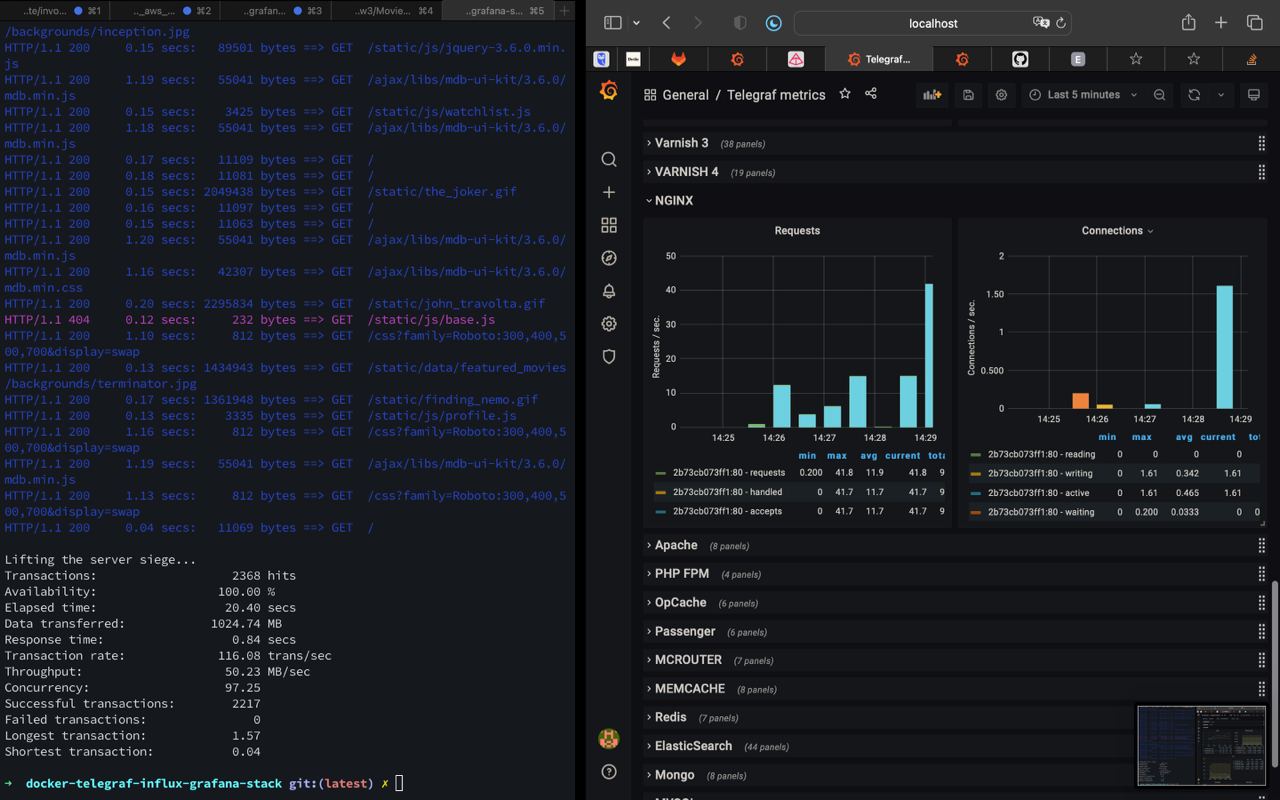 ..te/invo... ⌘1
.._aws_... ⌘2
..grafan... ⌘3
..w3/Movie... ⌘4
..grafana-s... ⌘5
/backgrounds/inception.jpg
HTTP/1.1 200     0.15 secs:   89501 bytes ==> GET  /static/js/jquery-3.6.0.min.
js
HTTP/1.1 200     1.19 secs:   55041 bytes ==> GET  /ajax/libs/mdb-ui-kit/3.6.0/
mdb.min.js
HTTP/1.1 200     0.15 secs:    3425 bytes ==> GET  /static/js/watchlist.js
HTTP/1.1 200     1.18 secs:   55041 bytes ==> GET  /ajax/libs/mdb-ui-kit/3.6.0/
mdb.min.js
HTTP/1.1 200     0.17 secs:   11109 bytes ==> GET  /
HTTP/1.1 200     0.18 secs:   11081 bytes ==> GET  /
HTTP/1.1 200     0.15 secs: 2049438 bytes ==> GET  /static/the_joker.gif
HTTP/1.1 200     0.16 secs:   11097 bytes ==> GET  /
HTTP/1.1 200     0.15 secs:   11063 bytes ==> GET  /
HTTP/1.1 200     1.20 secs:   55041 bytes ==> GET  /ajax/libs/mdb-ui-kit/3.6.0/
mdb.min.js
HTTP/1.1 200     1.16 secs:   42307 bytes ==> GET  /ajax/libs/mdb-ui-kit/3.6.0/
mdb.min.css
HTTP/1.1 200     0.20 secs: 2295834 bytes ==> GET  /static/john_travolta.gif
HTTP/1.1 404     0.12 secs:     232 bytes ==> GET  /static/js/base.js
HTTP/1.1 200     1.10 secs:     812 bytes ==> GET  /css?family=Roboto:300,400,5
00,700&display=swap
HTTP/1.1 200     0.13 secs: 1434943 bytes ==> GET  /static/data/featured_movies
/backgrounds/terminator.jpg
HTTP/1.1 200     0.17 secs: 1361948 bytes ==> GET  /static/finding_nemo.gif
HTTP/1.1 200     0.13 secs:    3335 bytes ==> GET  /static/js/profile.js
HTTP/1.1 200     1.16 secs:     812 bytes ==> GET  /css?family=Roboto:300,400,5
00,700&display=swap
HTTP/1.1 200     1.19 secs:   55041 bytes ==> GET  /ajax/libs/mdb-ui-kit/3.6.0/
mdb.min.js
HTTP/1.1 200     1.13 secs:     812 bytes ==> GET  /css?family=Roboto:300,400,5
00,700&display=swap
HTTP/1.1 200     0.04 secs:   11069 bytes ==> GET  /
Lifting the server siege...
Transactions: 2368 hits
Availability: 100.00 %
Elapsed time: 20.40 secs
Data transferred: 1024.74 MB
Response time: 0.84 secs
Transaction rate: 116.08 trans/sec
Throughput: 50.23 MB/sec
Concurrency: 97.25
Successful transactions: 2217
Failed transactions: 0
Longest transaction: 1.57
Shortest transaction: 0.04
➜  docker-telegraf-influx-grafana-stack git:(latest) ✗
localhost
Telegraf...
E
General / Telegraf metrics
Last 5 minutes
Varnish 3 (38 panels)
VARNISH 4 (19 panels)
NGINX
Requests
50
40
30
20
10
0
Requests / sec.
14:25 14:26 14:27 14:28 14:29
min max avg current tota
2b73cb073ff1:80 - requests 0.200 41.8 11.9 41.8 9
2b73cb073ff1:80 - handled 0 41.7 11.7 41.7 9
2b73cb073ff1:80 - accepts 0 41.7 11.7 41.7 9
Connections
2
1.50
1
0.500
0
Connections / sec.
14:25 14:26 14:27 14:28 14:29
min max avg current to
2b73cb073ff1:80 - reading 0 0 0 0
2b73cb073ff1:80 - writing 0 1.61 0.342 1.61
2b73cb073ff1:80 - active 0 1.61 0.465 1.61
2b73cb073ff1:80 - waiting 0 0.200 0.0333 0 0
Apache (8 panels)
PHP FPM (4 panels)
OpCache (6 panels)
Passenger (6 panels)
MCROUTER (7 panels)
MEMCACHE (8 panels)
Redis (7 panels)
ElasticSearch (44 panels)
Mongo (8 panels)